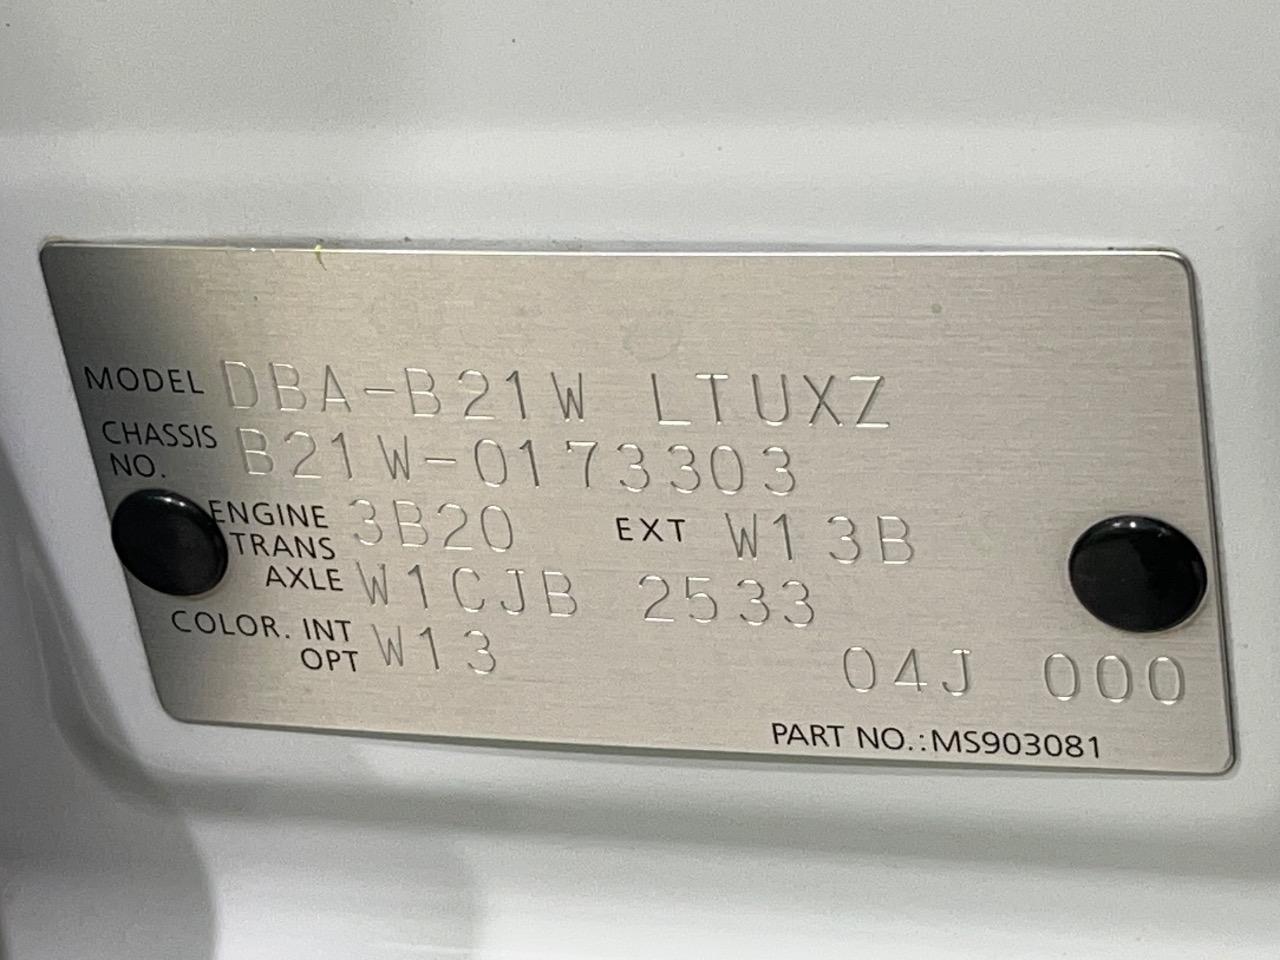 MODEL DBA-B21W LTUXZ
CHASSIS NO. B21W-0173303
ENGINE 3B20 EXT W13B
TRANS AXLE W1CJB 2533
COLOR. INT OPT W13 04J 000
PART NO.:MS903081